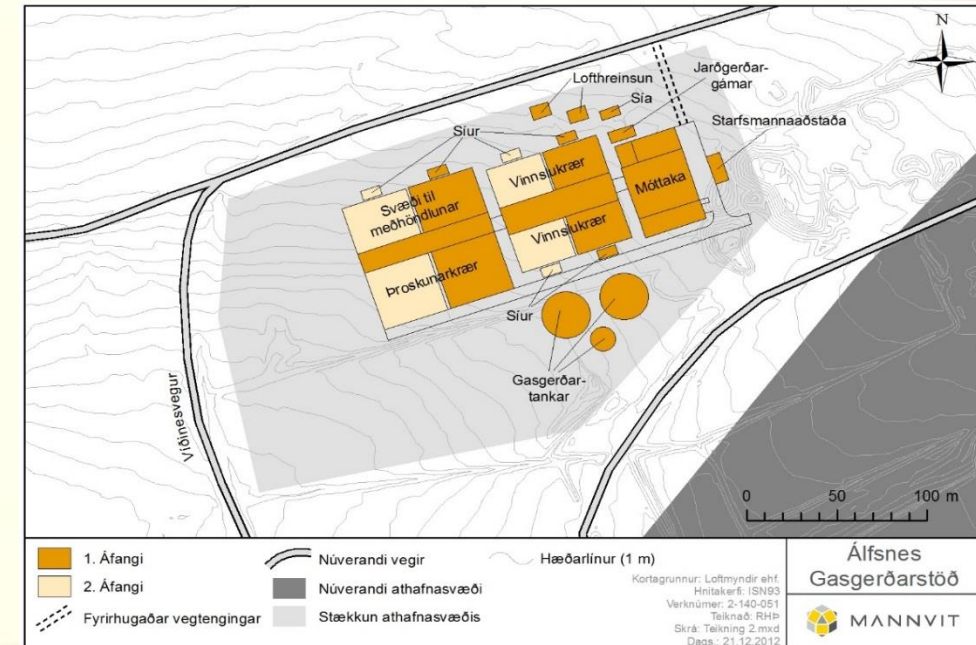 N
Lofthreinsun
Jarðgerðar-
gámar
Sía
Starfsmannaaðstaða
Síur
Vinnslukrær
Móttaka
Svæði til
meðhöndlunar
Vinnslukrær
Þroskunarkrær
Síur
Gasgerðar-
tankar
Víðinesvegur
0 50 100 m
1. Áfangi
2. Áfangi
Fyrirhugaðar vegtengingar
Núverandi vegir
Núverandi athafnasvæði
Stækkun athafnasvæðis
Hæðarlínur (1 m)
Kortagrunnur: Loftmyndir ehf.
Hnitakerfi: ISN93
Verknúmer: 2-140-051
Teiknað: RHÞ
Skrá: Teikning 2.mxd
Dags.: 21.12.2012
Álfsnes
Gasgerðarstöð
MANNVIT